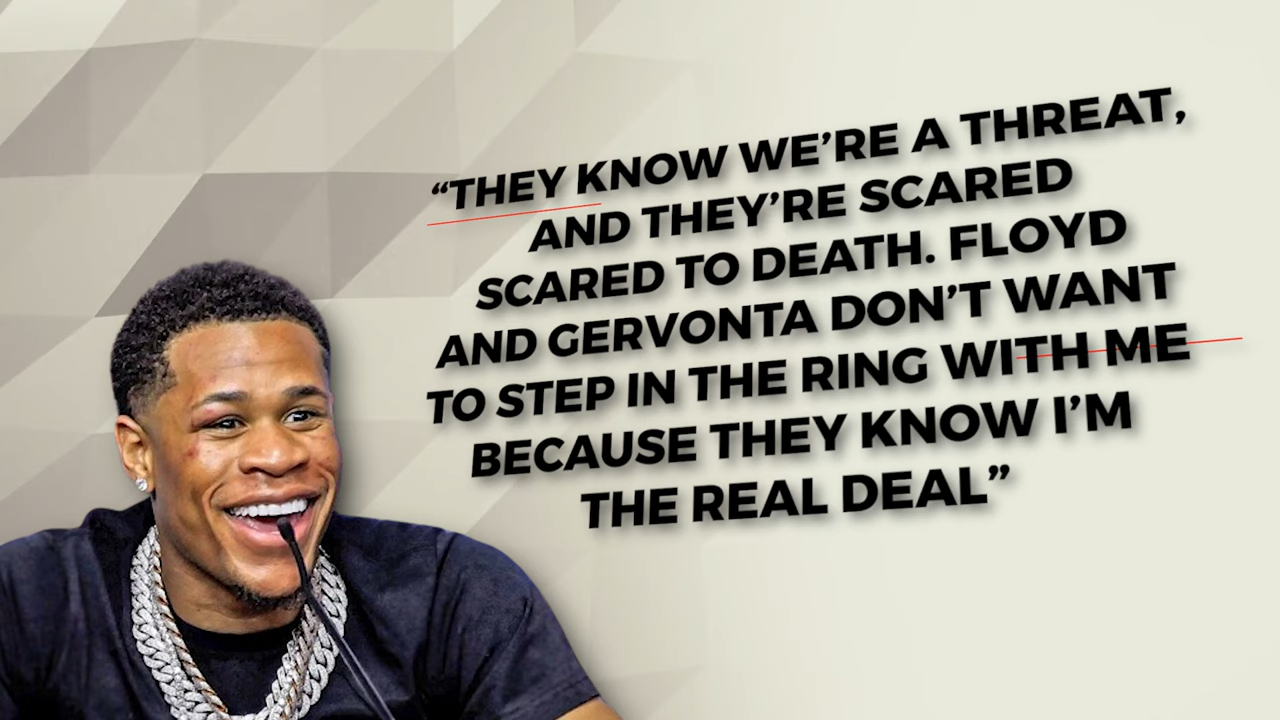 “THEY KNOW WE’RE A THREAT,
AND THEY’RE SCARED
SCARED TO DEATH. FLOYD
AND GERVONTA DON’T WANT
TO STEP IN THE RING WITH ME
BECAUSE THEY KNOW I’M
THE REAL DEAL”